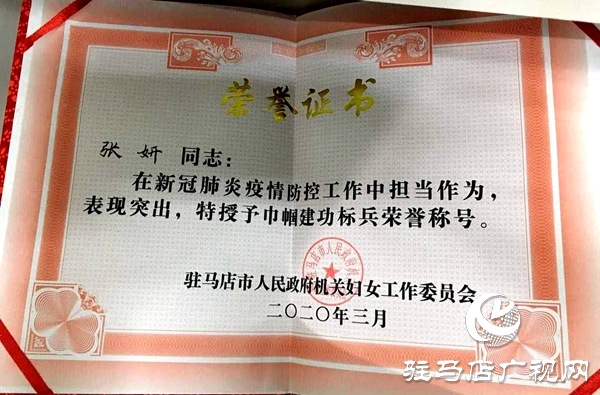 荣誉证书
张妍 同志：
在新冠肺炎疫情防控工作中担当作为，
表现突出，特授予巾帼建功标兵荣誉称号。
驻马店市人民政府机关妇女工作委员会
二〇二〇年三月
驻马店广视网